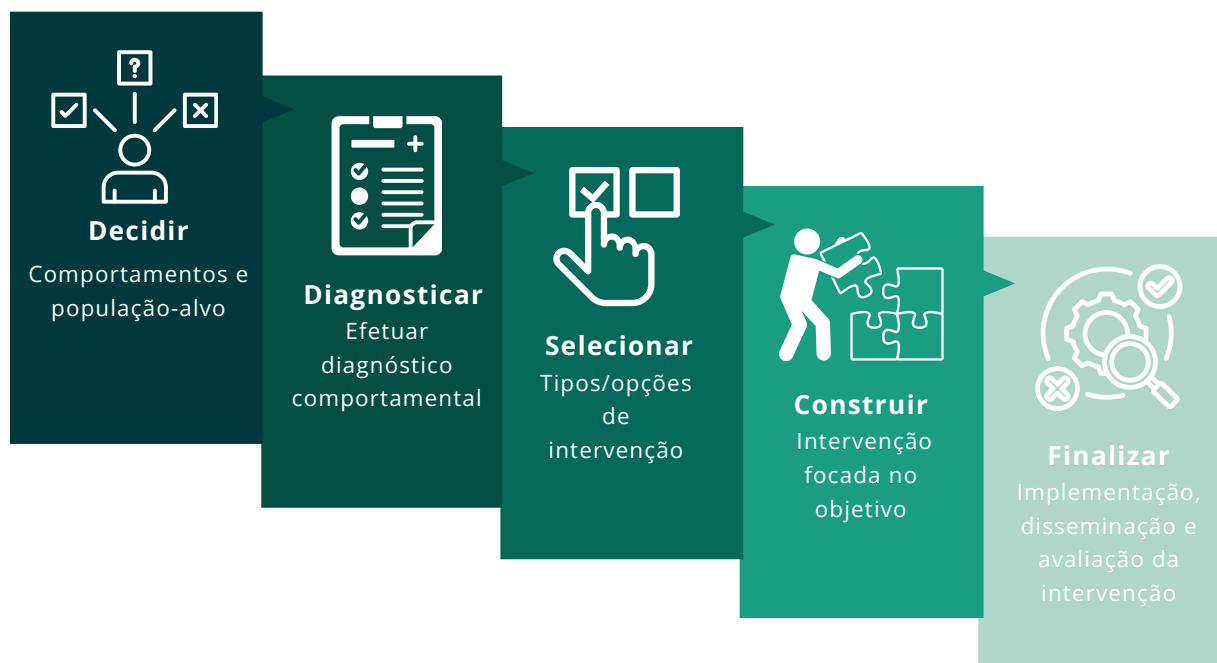 Decidir
Comportamentos e
população-alvo
Diagnosticar
Efetuar
diagnóstico
comportamental
Selecionar
Tipos/opções
de
intervenção
Construir
Intervenção
focada no
objetivo
Finalizar
Implementação,
disseminação e
avaliação da
intervenção